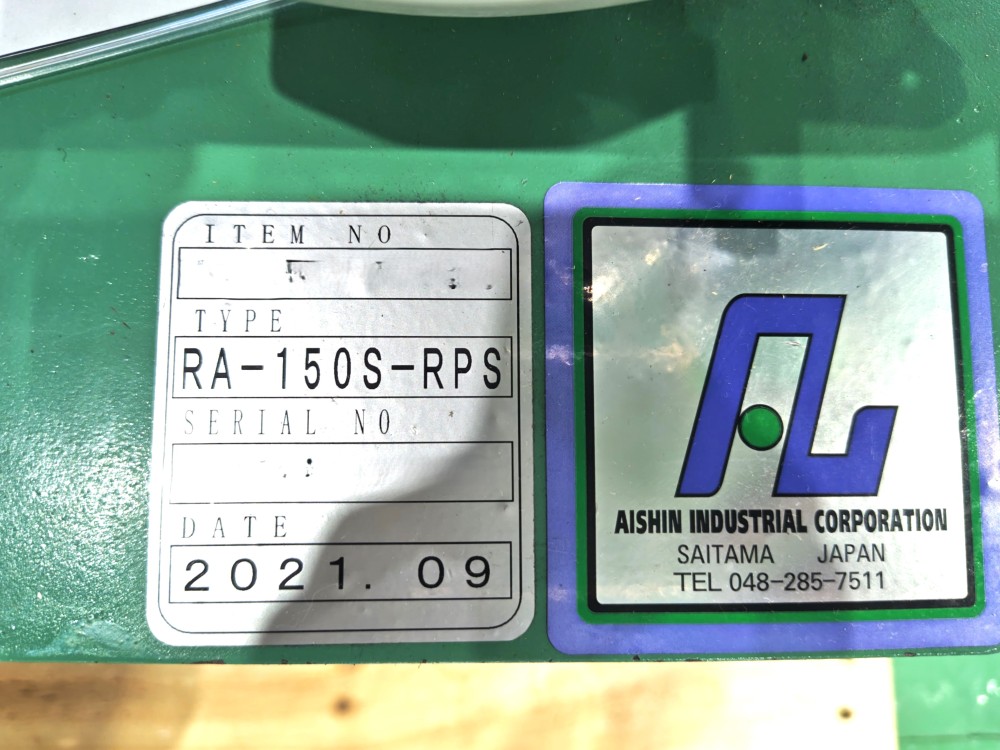 ITEM NO
TYPE
RA-150S-RPS
SERIAL NO
DATE
2021. 09
AISHIN INDUSTRIAL CORPORATION
SAITAMA JAPAN
TEL 048-285-7511